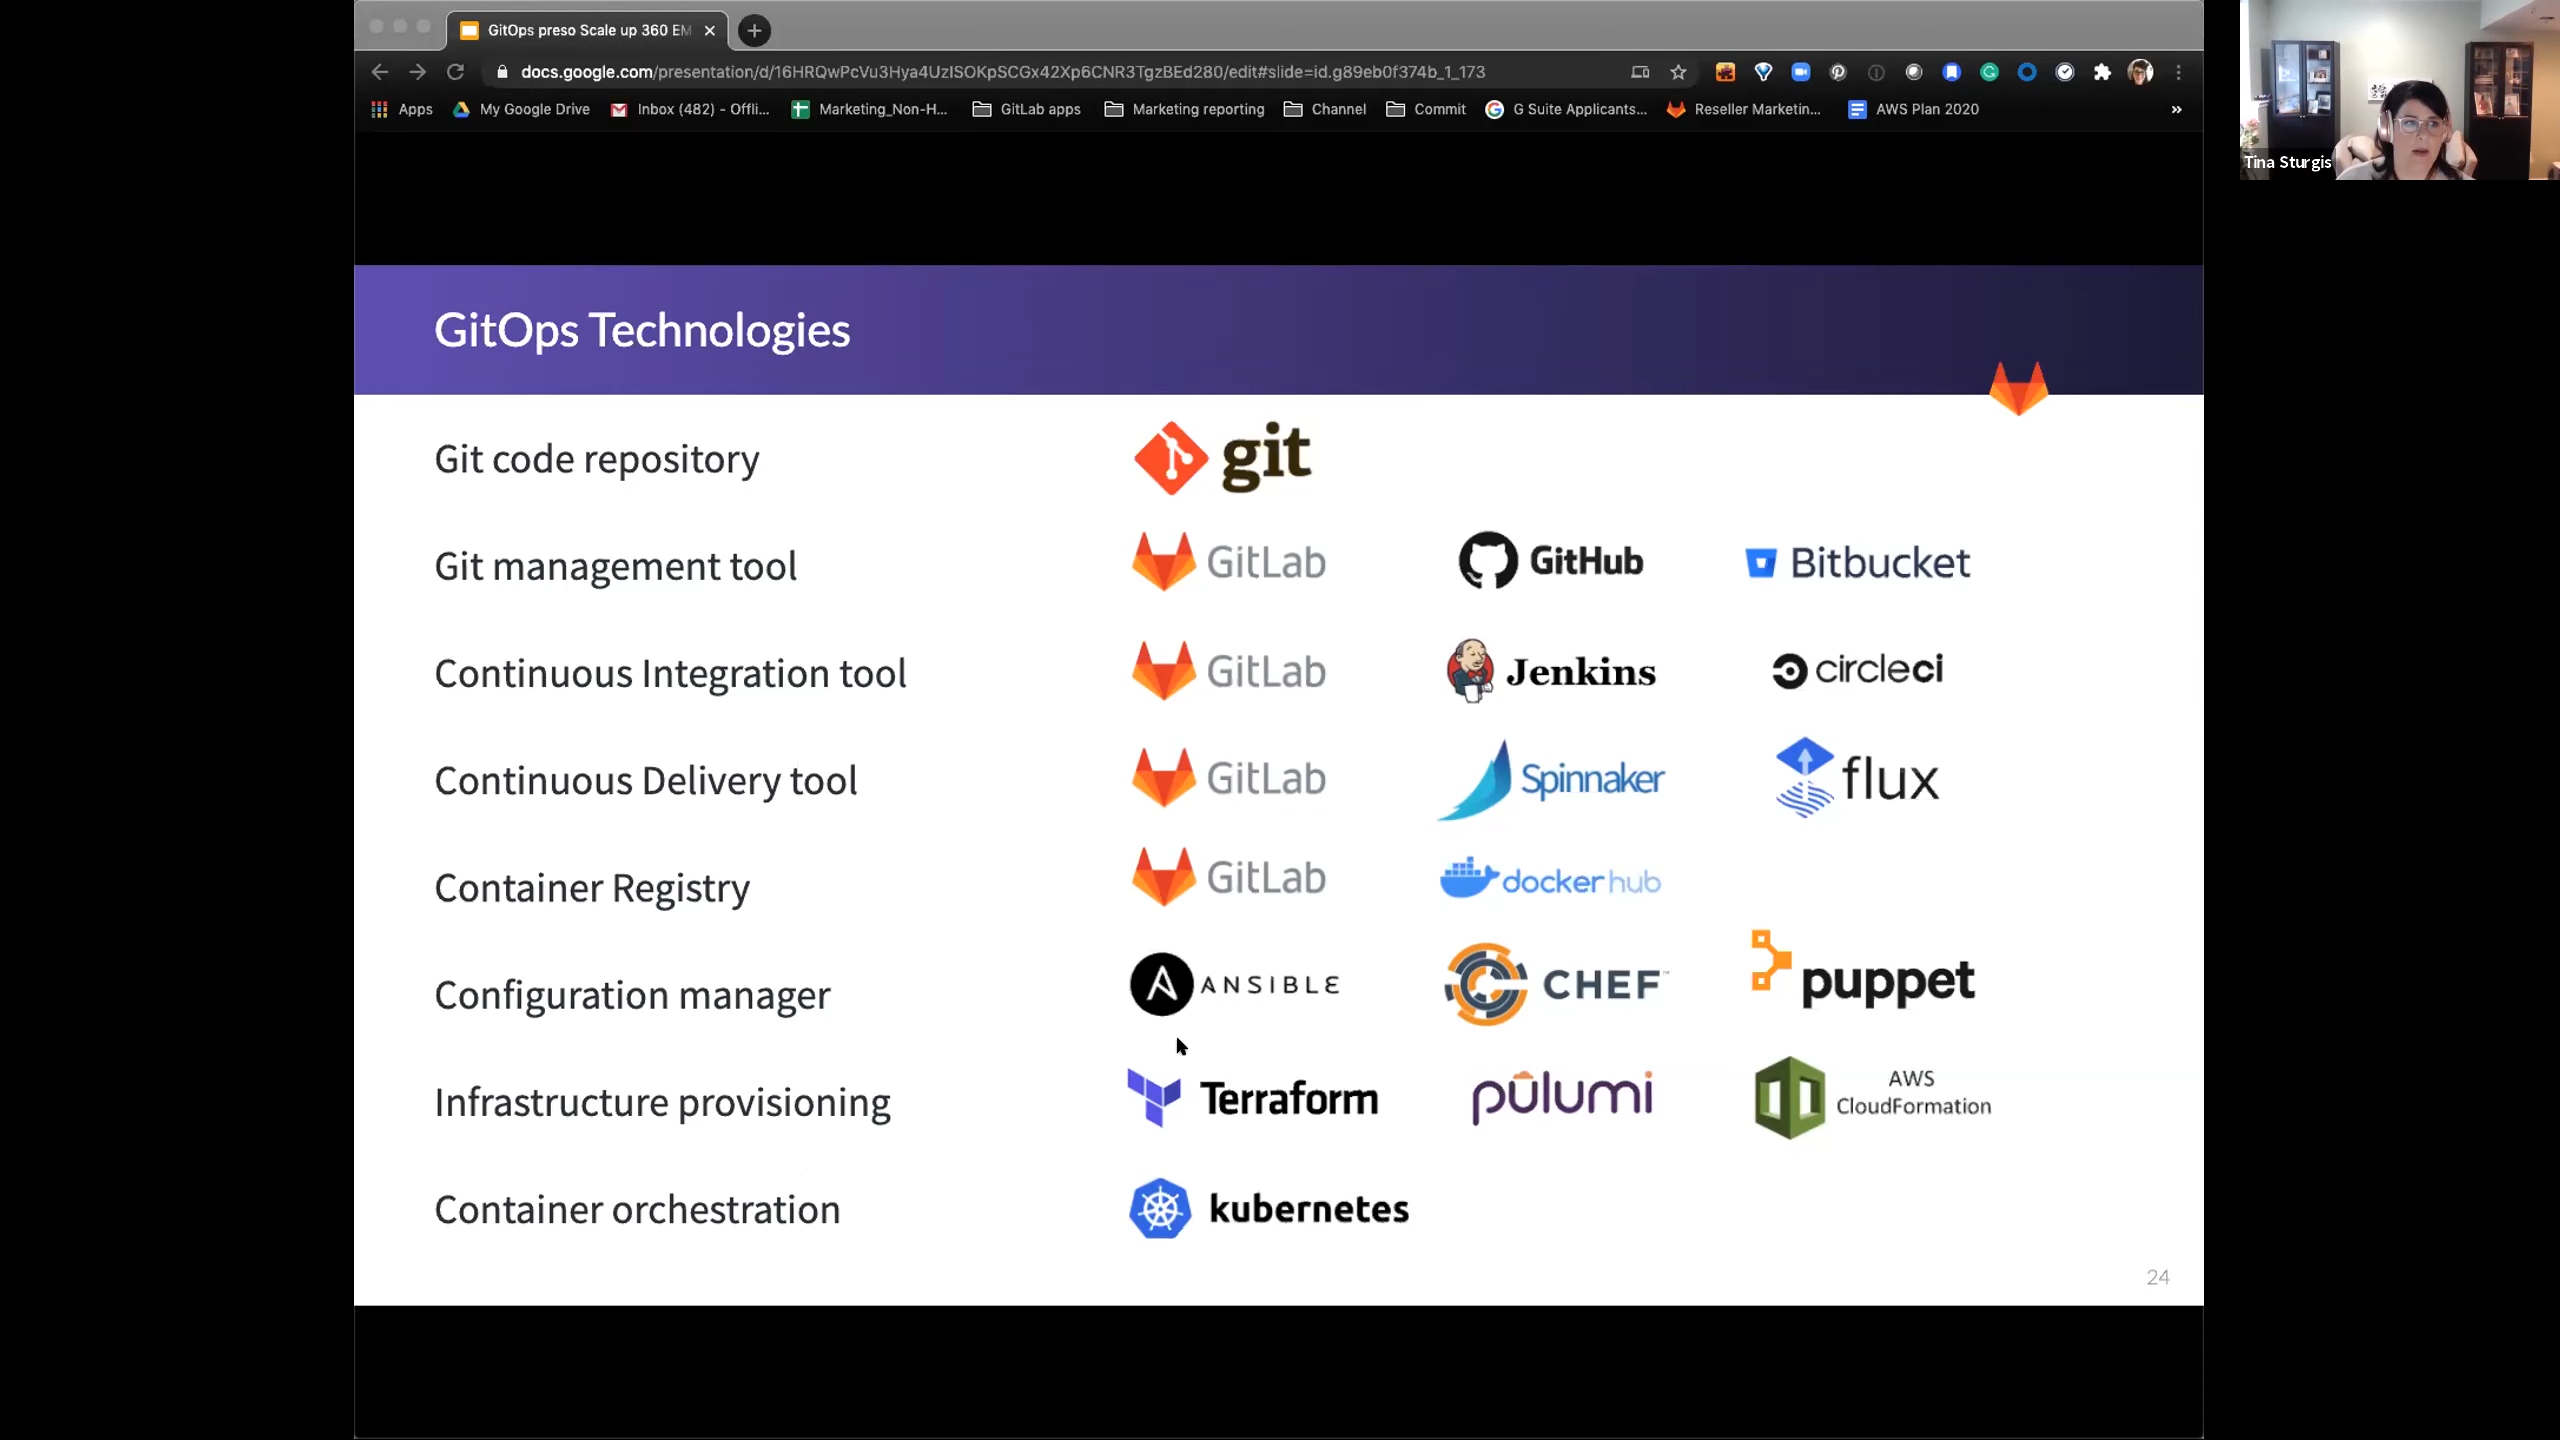 GitOps preso Scale up 360 EM
docs.google.com/presentation/d/16HRQwPcVu3Hya4UzISOKpSCGx42Xp6CNR3TgzBEd280/edit#slide=id.g89eb0f374b_1_173
Apps My Google Drive Inbox (482) - Offli... Marketing_Non-H... GitLab apps Marketing reporting Channel Commit G Suite Applicants... Reseller Marketin... AWS Plan 2020 »
Tina Sturgis
GitOps Technologies
Git code repository git
Git management tool GitLab GitHub Bitbucket
Continuous Integration tool GitLab Jenkins circleci
Continuous Delivery tool GitLab Spinnaker flux
Container Registry GitLab docker hub
Configuration manager ANSIBLE CHEF™ puppet
Infrastructure provisioning Terraform pulumi AWS CloudFormation
Container orchestration kubernetes
24